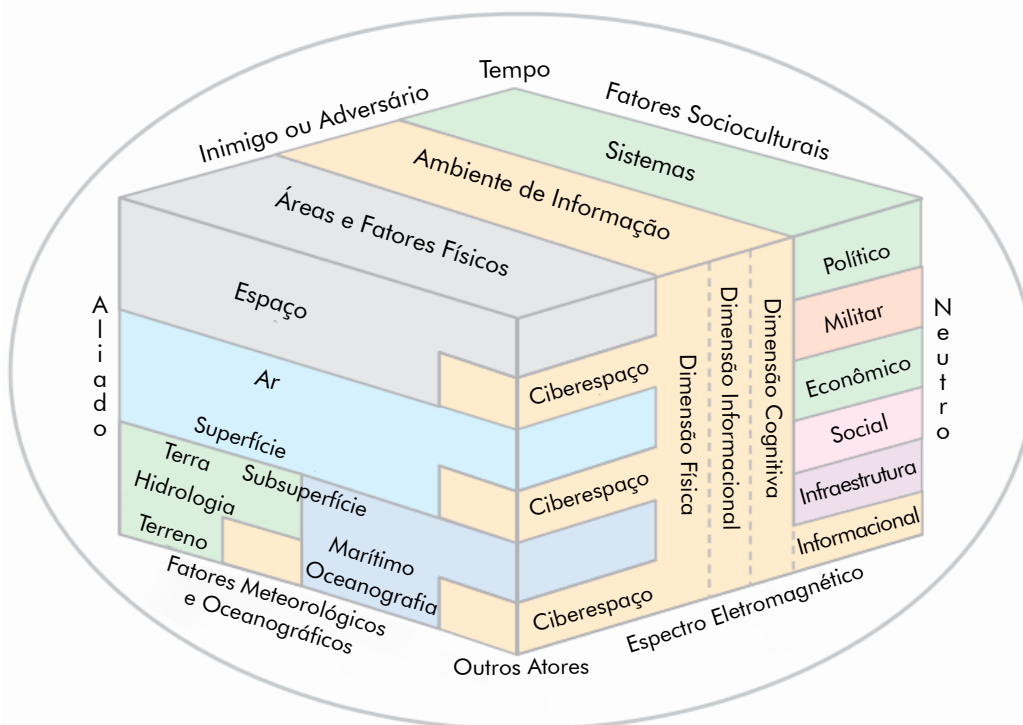 Tempo
Inimigo ou Adversário
Fatores Socioculturais
Sistemas
Ambiente de Informação
Áreas e Fatores Físicos
Espaço
Ar
Superfície
Terra
Subsuperfície
Hidrologia
Terreno
Marítimo
Oceanografia
Aliado
Ciberespaço
Ciberespaço
Ciberespaço
Dimensão Física
Dimensão Informacional
Dimensão Cognitiva
Político
Militar
Econômico
Social
Infraestrutura
Informacional
Neutro
Fatores Meteorológicos
e Oceanográficos
Outros Atores
Espectro Eletromagnético